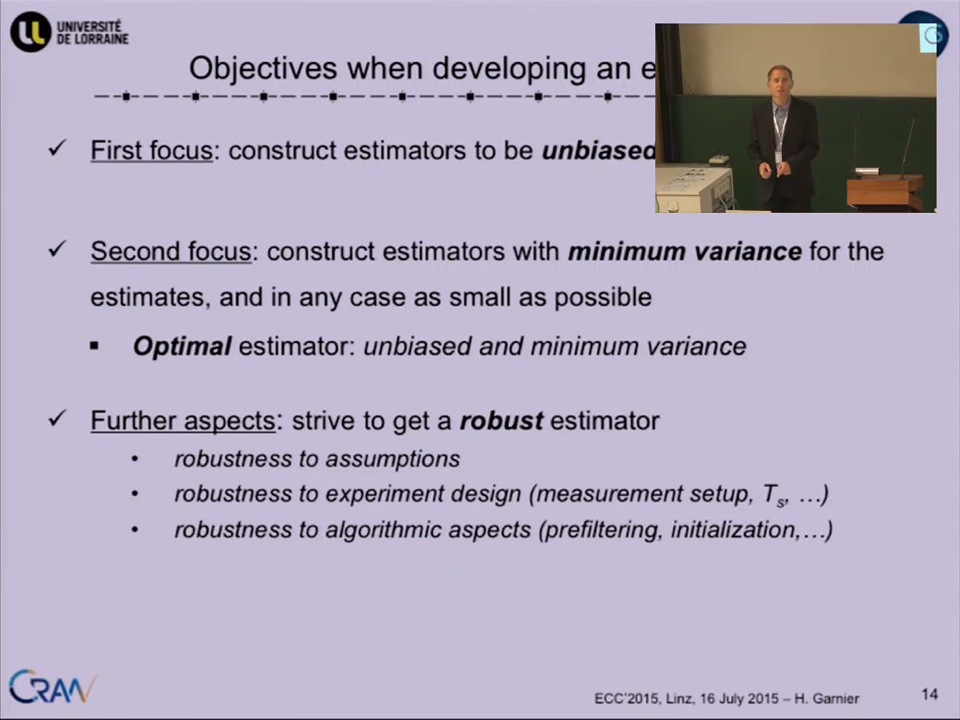 UNIVERSITÉ
DE LORRAINE
Objectives when developing an e
✓ First focus: construct estimators to be unbiased
✓ Second focus: construct estimators with minimum variance for the
estimates, and in any case as small as possible
▪ Optimal estimator: unbiased and minimum variance
✓ Further aspects: strive to get a robust estimator
• robustness to assumptions
• robustness to experiment design (measurement setup, Ts, …)
• robustness to algorithmic aspects (prefiltering, initialization,…)
CRAN
ECC'2015, Linz, 16 July 2015 – H. Garnier
14